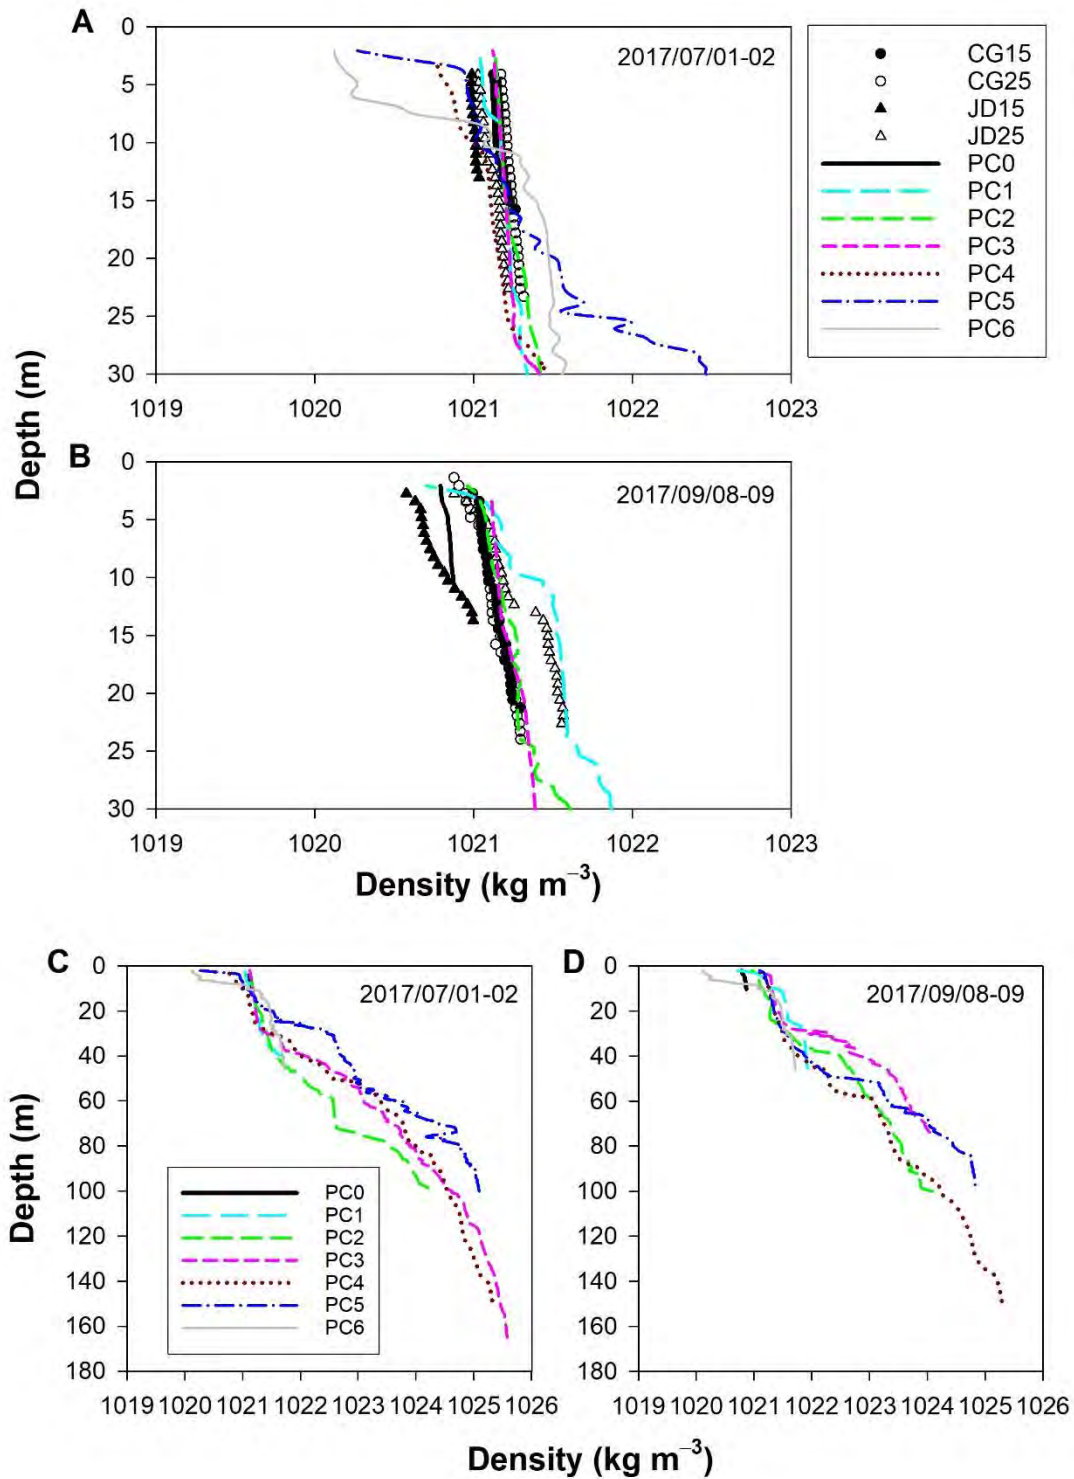 A
2017/07/01-02
0
5
10
15
20
25
30
1019 1020 1021 1022 1023
CG15
CG25
JD15
JD25
PC0
PC1
PC2
PC3
PC4
PC5
PC6
Depth (m)
B
2017/09/08-09
0
5
10
15
20
25
30
1019 1020 1021 1022 1023
Density (kg m⁻³)
C
2017/07/01-02
0
20
40
60
80
100
120
140
160
180
PC0
PC1
PC2
PC3
PC4
PC5
PC6
1019 1020 1021 1022 1023 1024 1025 1026
Depth (m)
D
2017/09/08-09
0
20
40
60
80
100
120
140
160
180
1019 1020 1021 1022 1023 1024 1025 1026
Density (kg m⁻³)